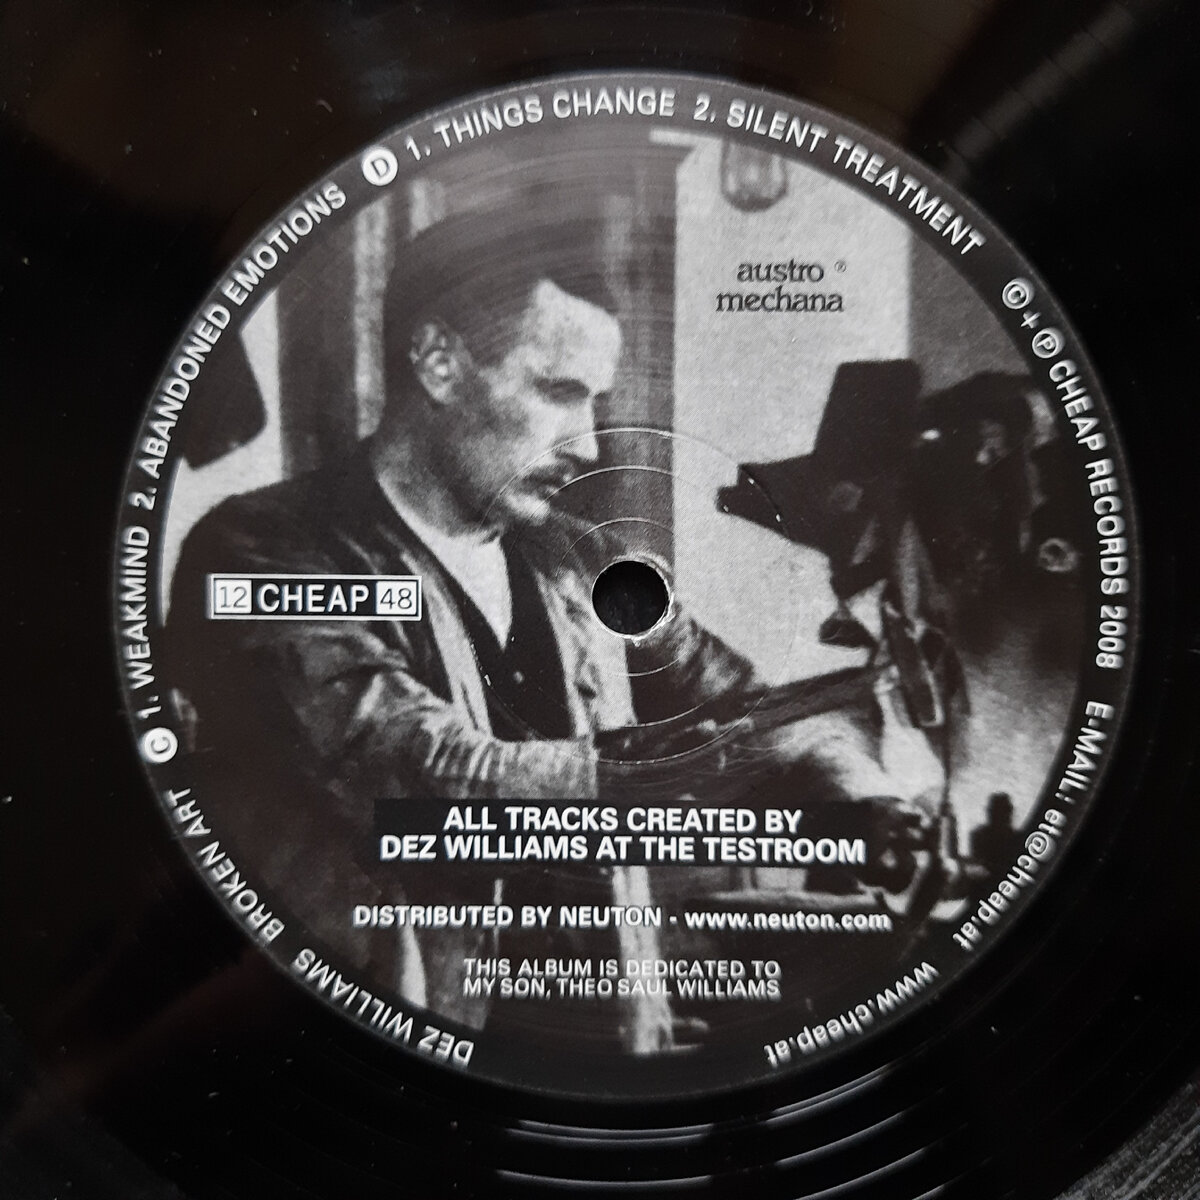 DEZ WILLIAMS BROKEN ART C 1. WEAKMIND 2. ABANDONED EMOTIONS D 1. THINGS CHANGE 2. SILENT TREATMENT
©+℗ CHEAP RECORDS 2008 E-MAIL: et@cheap.at www.cheap.at
austro ®
mechana
12 CHEAP 48
ALL TRACKS CREATED BY
DEZ WILLIAMS AT THE TESTROOM
DISTRIBUTED BY NEUTON - www.neuton.com
THIS ALBUM IS DEDICATED TO
MY SON, THEO SAUL WILLIAMS